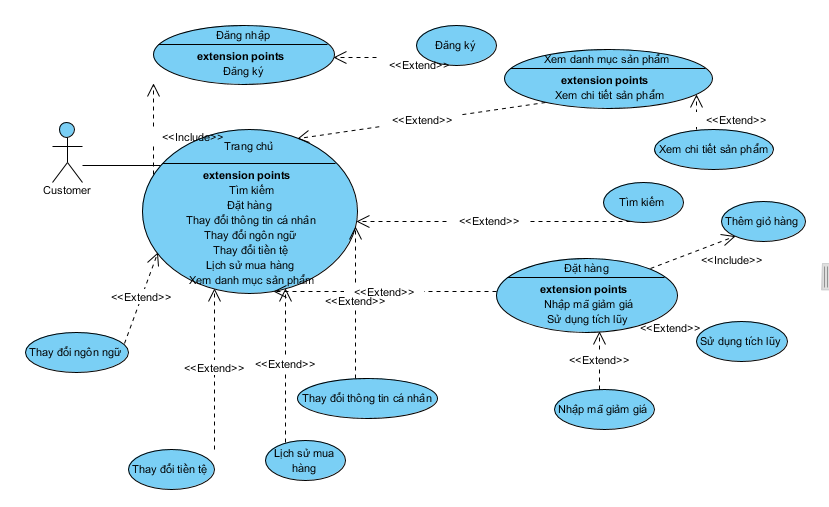 Đăng nhập
extension points
Đăng ký
Đăng ký
<<Extend>>
Xem danh mục sản phẩm
extension points
Xem chi tiết sản phẩm
<<Extend>>
<<Extend>>
Xem chi tiết sản phẩm
<<Include>>
Customer
Trang chủ
extension points
Tìm kiếm
Đặt hàng
Thay đổi thông tin cá nhân
Thay đổi ngôn ngữ
Thay đổi tiền tệ
Lịch sử mua hàng
Xem danh mục sản phẩm
Tìm kiếm
<<Extend>>
Thêm giỏ hàng
<<Include>>
Đặt hàng
extension points
Nhập mã giảm giá
Sử dụng tích lũy
<<Extend>>
<<Extend>>
<<Extend>>
<<Extend>>
Sử dụng tích lũy
Thay đổi ngôn ngữ
<<Extend>>
<<Extend>>
<<Extend>>
Thay đổi thông tin cá nhân
Nhập mã giảm giá
Thay đổi tiền tệ
Lịch sử mua
hàng